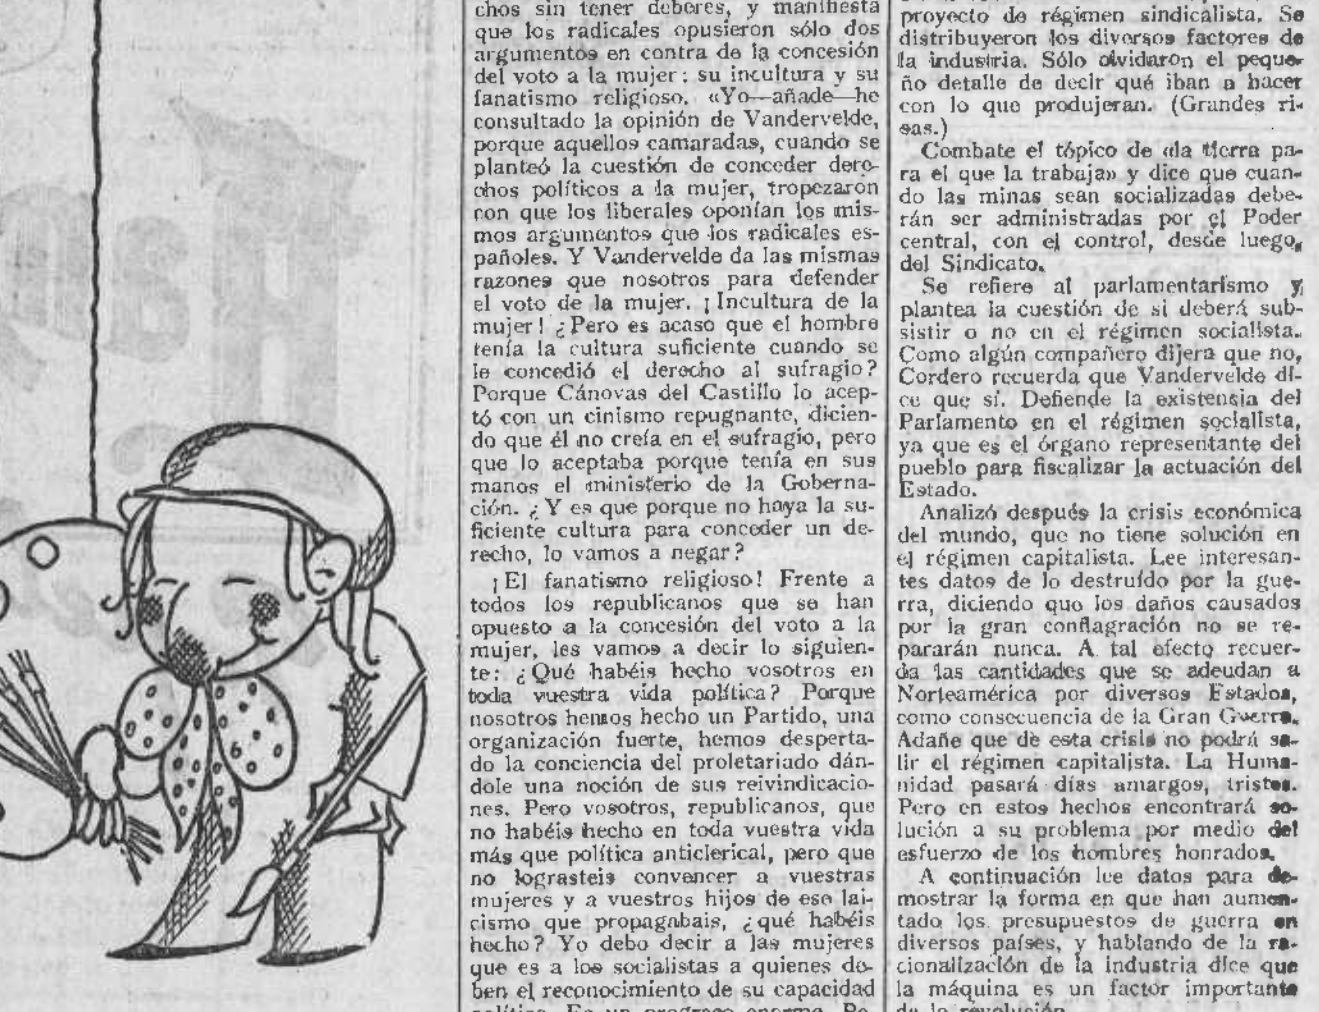 chos sin tener deberes, y manifiesta
que los radicales opusieron sólo dos
argumentos en contra de la concesión
del voto a la mujer: su incultura y su
fanatismo religioso. «Yo—añade—he
consultado la opinión de Vandervelde,
porque aquellos camaradas, cuando se
planteó la cuestión de conceder dere-
chos políticos a la mujer, tropezaron
con que los liberales oponían los mis-
mos argumentos que los radicales es-
pañoles. Y Vandervelde da las mismas
razones que nosotros para defender
el voto de la mujer. ¡Incultura de la
mujer! ¿Pero es acaso que el hombre
tenía la cultura suficiente cuando se
le concedió el derecho al sufragio?
Porque Cánovas del Castillo lo acep-
tó con un cinismo repugnante, dicien-
do que él no creía en el sufragio, pero
que lo aceptaba porque tenía en sus
manos el ministerio de la Goberna-
ción. ¿Y es que porque no haya la su-
ficiente cultura para conceder un de-
recho, lo vamos a negar?
¡El fanatismo religioso! Frente a
todos los republicanos que se han
opuesto a la concesión del voto a la
mujer, les vamos a decir lo siguien-
te: ¿Qué habéis hecho vosotros en
toda vuestra vida política? Porque
nosotros hemos hecho un Partido, una
organización fuerte, hemos desperta-
do la conciencia del proletariado dán-
dole una noción de sus reivindicacio-
nes. Pero vosotros, republicanos, que
no habéis hecho en toda vuestra vida
más que política anticlerical, pero que
no lograsteis convencer a vuestras
mujeres y a vuestros hijos de ese lai-
cismo que propagabais, ¿qué habéis
hecho? Yo debo decir a las mujeres
que es a los socialistas a quienes de-
ben el reconocimiento de su capacidad
política. Es un progreso enorme. Pe-
proyecto de régimen sindicalista. Se
distribuyeron los diversos factores de
la industria. Sólo olvidaron el peque-
ño detalle de decir qué iban a hacer
con lo que produjeran. (Grandes ri-
sas.)
Combate el tópico de «la tierra pa-
ra el que la trabaja» y dice que cuan-
do las minas sean socializadas debe-
rán ser administradas por el Poder
central, con el control, desde luego,
del Sindicato.
Se refiere al parlamentarismo y
plantea la cuestión de si deberá sub-
sistir o no en el régimen socialista.
Como algún compañero dijera que no,
Cordero recuerda que Vandervelde di-
ce que sí. Defiende la existencia del
Parlamento en el régimen socialista,
ya que es el órgano representante del
pueblo para fiscalizar la actuación del
Estado.
Analizó después la crisis económica
del mundo, que no tiene solución en
el régimen capitalista. Lee interesan-
tes datos de lo destruído por la gue-
rra, diciendo que los daños causados
por la gran conflagración no se re-
pararán nunca. A tal efecto recuer-
da las cantidades que se adeudan a
Norteamérica por diversos Estados,
como consecuencia de la Gran Guerra.
Adañe que de esta crisis no podrá sa-
lir el régimen capitalista. La Huma-
nidad pasará días amargos, tristes.
Pero en estos hechos encontrará so-
lución a su problema por medio del
esfuerzo de los hombres honrados.
A continuación lee datos para de-
mostrar la forma en que han aumen-
tado los presupuestos de guerra en
diversos países, y hablando de la ra-
cionalización de la industria dice que
la máquina es un factor importante
de la revolución.